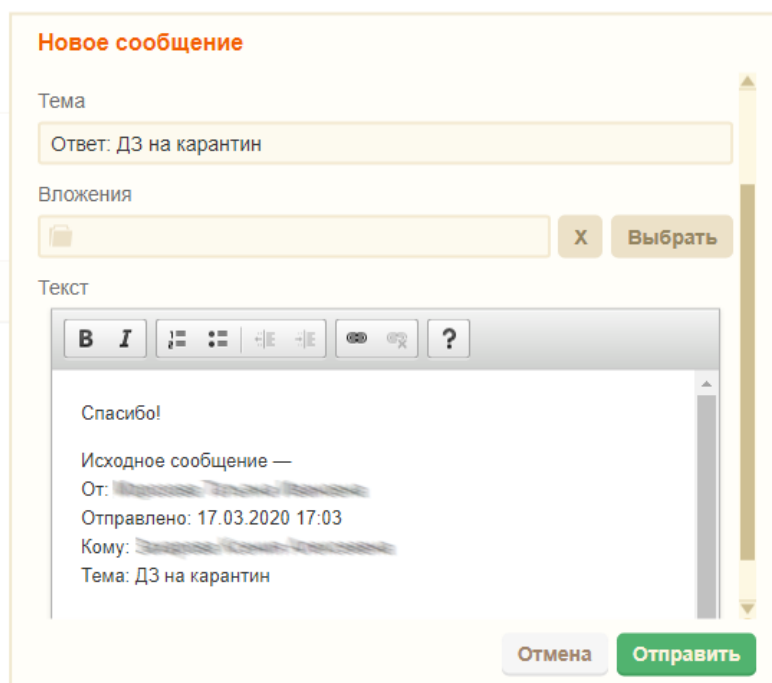 Новое сообщение
Тема
Ответ: ДЗ на карантин
Вложения
X Выбрать
Текст
B I ?
Спасибо!
Исходное сообщение —
От:
Отправлено: 17.03.2020 17:03
Кому:
Тема: ДЗ на карантин
Отмена Отправить